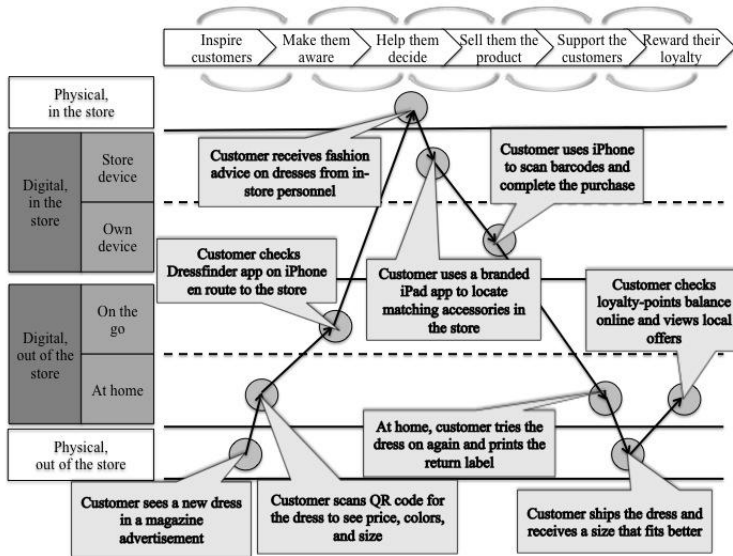 Inspire
customers
Make them
aware
Help them
decide
Sell them the
product
Support the
customers
Reward their
loyalty
Physical,
in the store
Digital,
in the
store
Store
device
Own
device
Digital,
out of the
store
On the
go
At home
Physical,
out of the store
Customer receives fashion
advice on dresses from in-
store personnel
Customer uses iPhone
to scan barcodes and
complete the purchase
Customer checks
Dressfinder app on iPhone
en route to the store
Customer uses a branded
iPad app to locate
matching accessories in
the store
Customer checks
loyalty-points balance
online and views local
offers
At home, customer tries the
dress on again and prints the
return label
Customer sees a new dress
in a magazine
advertisement
Customer scans QR code for
the dress to see price, colors,
and size
Customer ships the dress and
receives a size that fits better